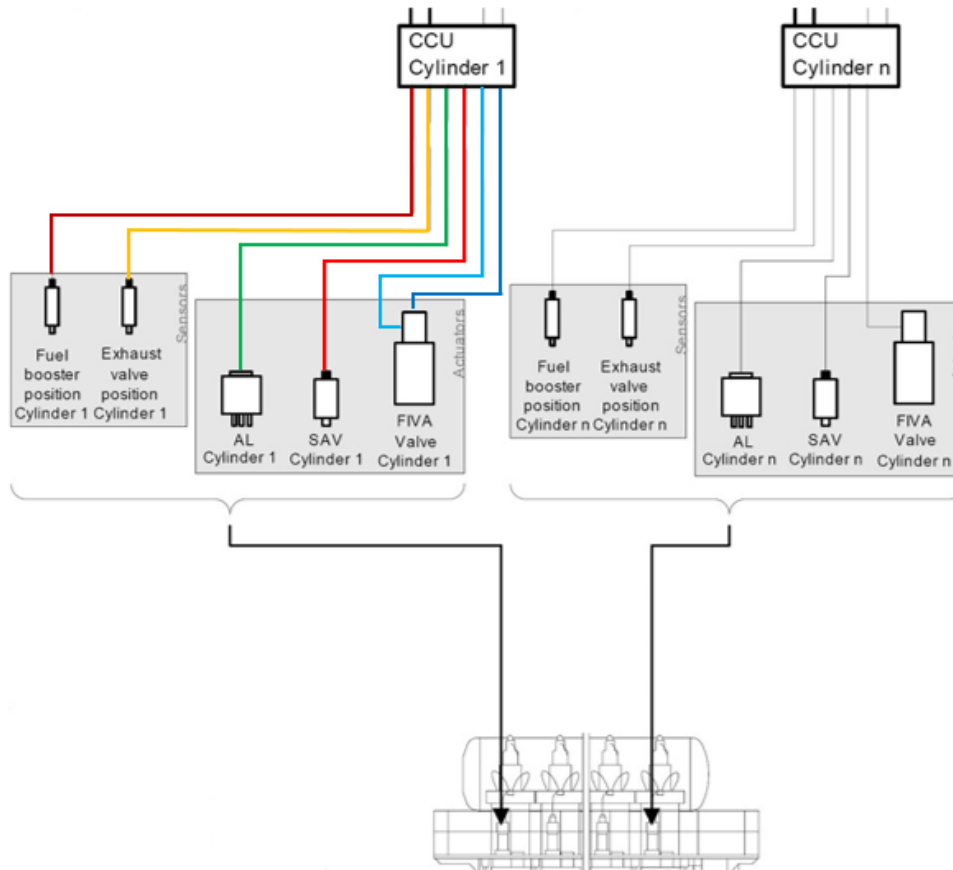 CCU
Cylinder 1
CCU
Cylinder n
Sensors
Fuel
booster
position
Cylinder 1
Exhaust
valve
position
Cylinder 1
Actuators
AL
Cylinder 1
SAV
Cylinder 1
FIVA
Valve
Cylinder 1
Sensors
Fuel
booster
position
Cylinder n
Exhaust
valve
position
Cylinder n
AL
Cylinder n
SAV
Cylinder n
FIVA
Valve
Cylinder n